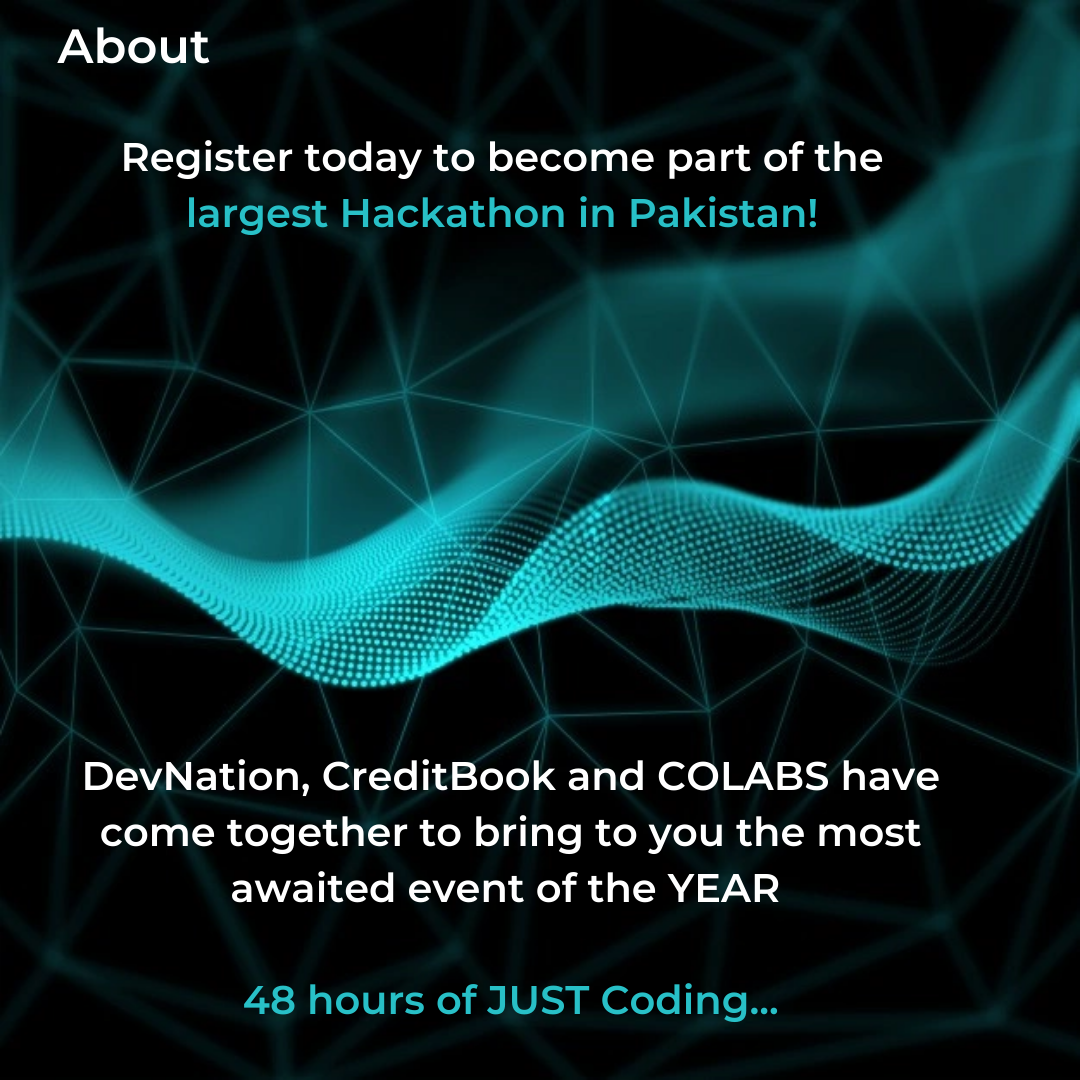 About
Register today to become part of the
largest Hackathon in Pakistan!
DevNation, CreditBook and COLABS have
come together to bring to you the most
awaited event of the YEAR
48 hours of JUST Coding...